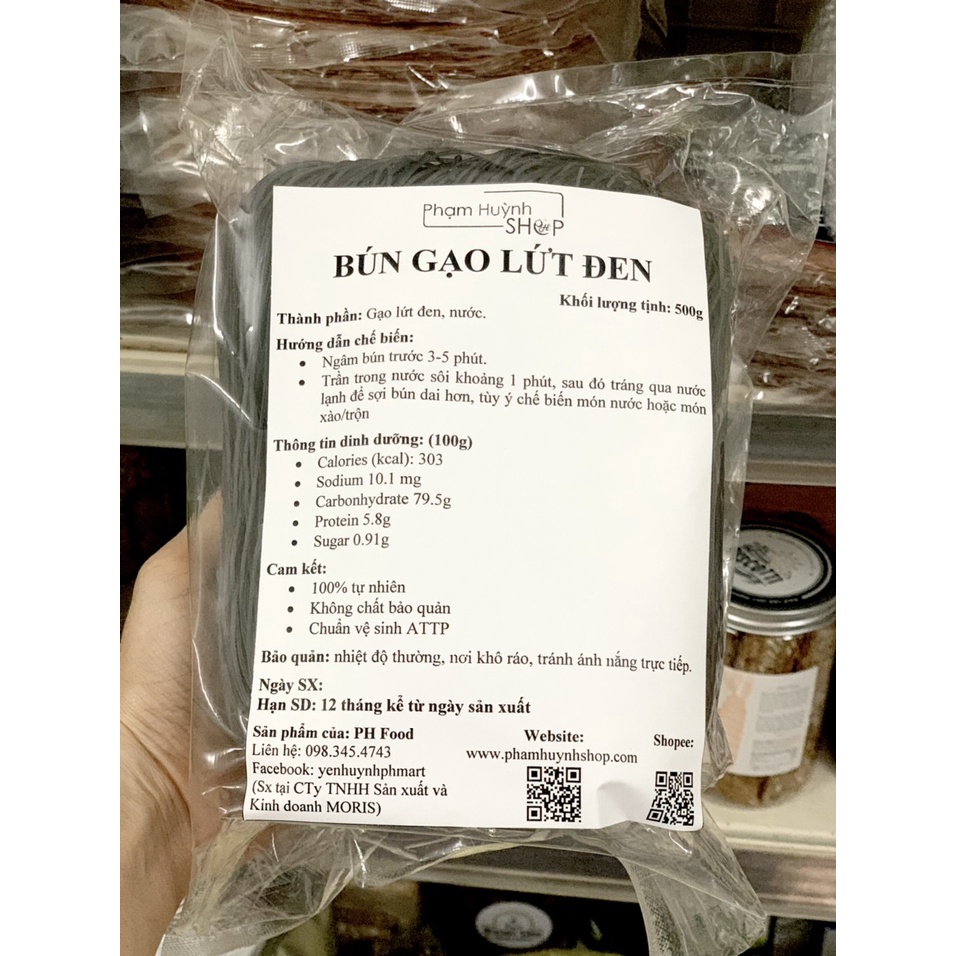 Phạm Huỳnh
SHOP
BÚN GẠO LỨT ĐEN
Khối lượng tịnh: 500g
Thành phần: Gạo lứt đen, nước.
Hướng dẫn chế biến:
• Ngâm bún trước 3-5 phút.
• Trần trong nước sôi khoảng 1 phút, sau đó tráng qua nước
lạnh để sợi bún dai hơn, tùy ý chế biến món nước hoặc món
xào/trộn
Thông tin dinh dưỡng: (100g)
• Calories (kcal): 303
• Sodium 10.1 mg
• Carbonhydrate 79.5g
• Protein 5.8g
• Sugar 0.91g
Cam kết:
• 100% tự nhiên
• Không chất bảo quản
• Chuẩn vệ sinh ATTP
Bảo quản: nhiệt độ thường, nơi khô ráo, tránh ánh nắng trực tiếp.
Ngày SX:
Hạn SD: 12 tháng kể từ ngày sản xuất
Sản phẩm của: PH Food
Liên hệ: 098.345.4743
Facebook: yenhuynhphmart
(Sx tại CTy TNHH Sản xuất và
Kinh doanh MORIS)
Website:
www.phamhuynhshop.com
Shopee: